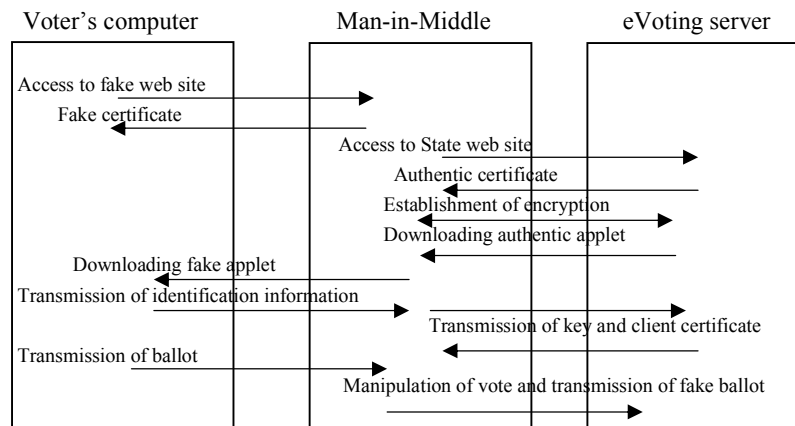 Voter's computer
Man-in-Middle
eVoting server
Access to fake web site
Fake certificate
Access to State web site
Authentic certificate
Establishment of encryption
Downloading authentic applet
Downloading fake applet
Transmission of identification information
Transmission of key and client certificate
Transmission of ballot
Manipulation of vote and transmission of fake ballot